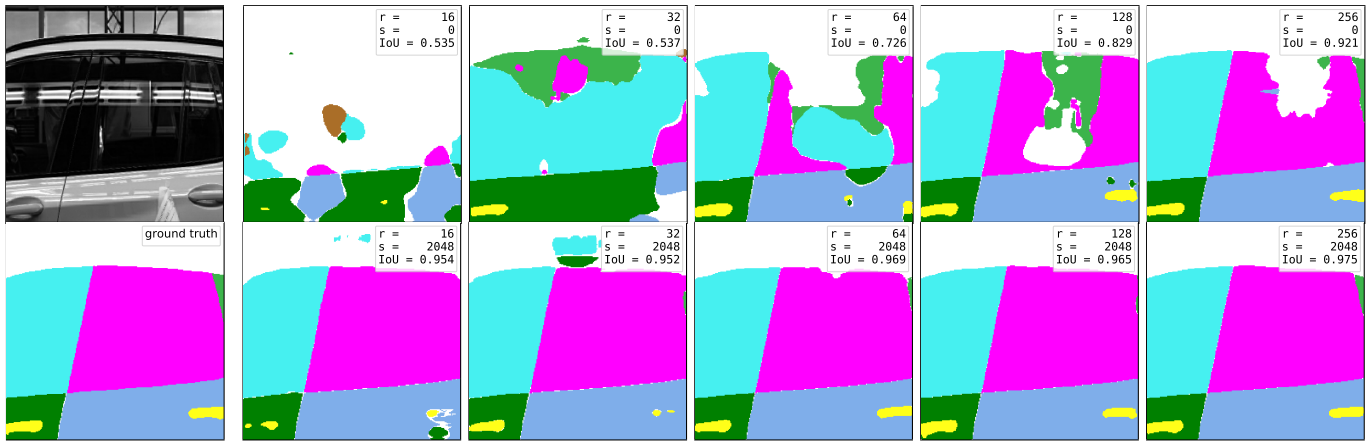 r = 16
s = 0
IoU = 0.535
r = 32
s = 0
IoU = 0.537
r = 64
s = 0
IoU = 0.726
r = 128
s = 0
IoU = 0.829
r = 256
s = 0
IoU = 0.921
ground truth
r = 16
s = 2048
IoU = 0.954
r = 32
s = 2048
IoU = 0.952
r = 64
s = 2048
IoU = 0.969
r = 128
s = 2048
IoU = 0.965
r = 256
s = 2048
IoU = 0.975